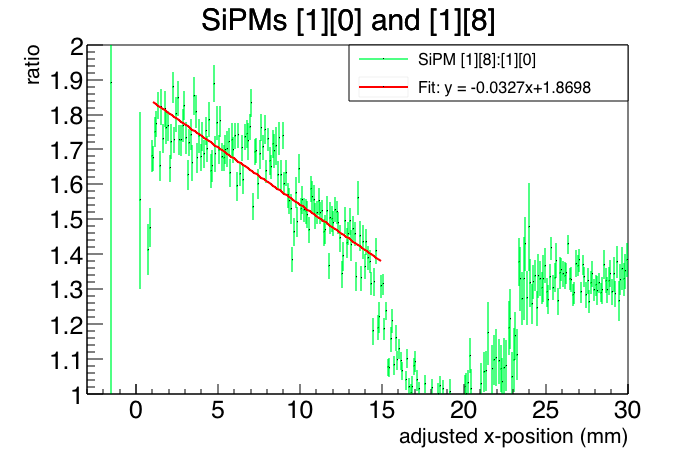 SiPMs [1][0] and [1][8]
ratio
2
1.9
1.8
1.7
1.6
1.5
1.4
1.3
1.2
1.1
1
SiPM [1][8]:[1][0]
Fit: y = -0.0327x+1.8698
0 5 10 15 20 25 30
adjusted x-position (mm)